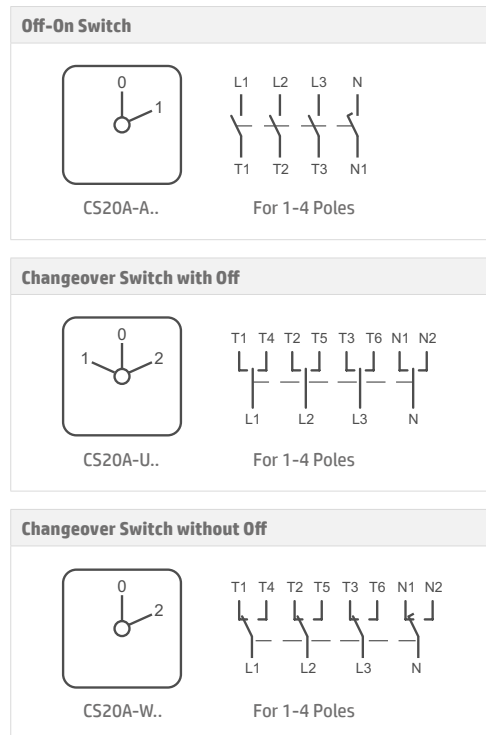 Off-On Switch
0
1
L1 L2 L3 N
T1 T2 T3 N1
CS20A-A..
For 1-4 Poles
Changeover Switch with Off
0
1 2
T1 T4 T2 T5 T3 T6 N1 N2
L1 L2 L3 N
CS20A-U..
For 1-4 Poles
Changeover Switch without Off
0
2
T1 T4 T2 T5 T3 T6 N1 N2
L1 L2 L3 N
CS20A-W..
For 1-4 Poles